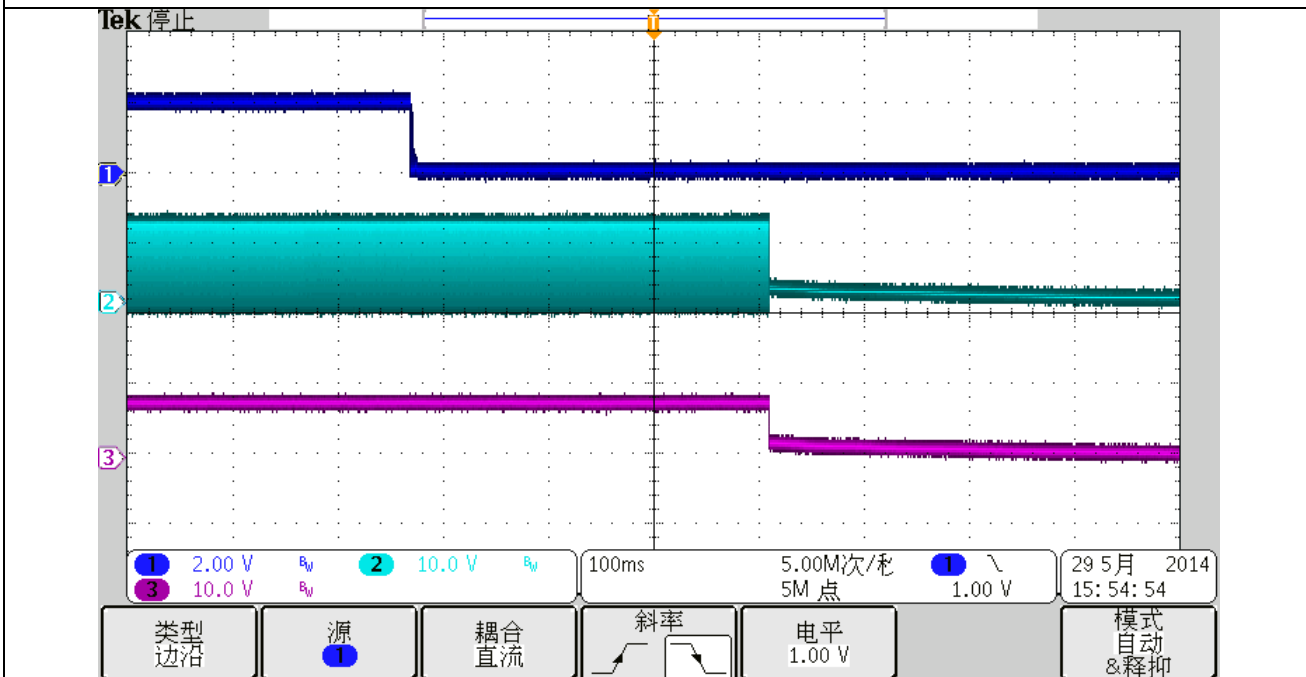 Tek 停止
T
1
2
3
1 2.00 V BW 2 10.0 V BW
3 10.0 V BW
100ms 5.00M次/秒 1
5M 点 1.00 V
29 5月 2014
15:54:54
类型
边沿
源
1
耦合
直流
斜率
电平
1.00 V
模式
自动
&释抑